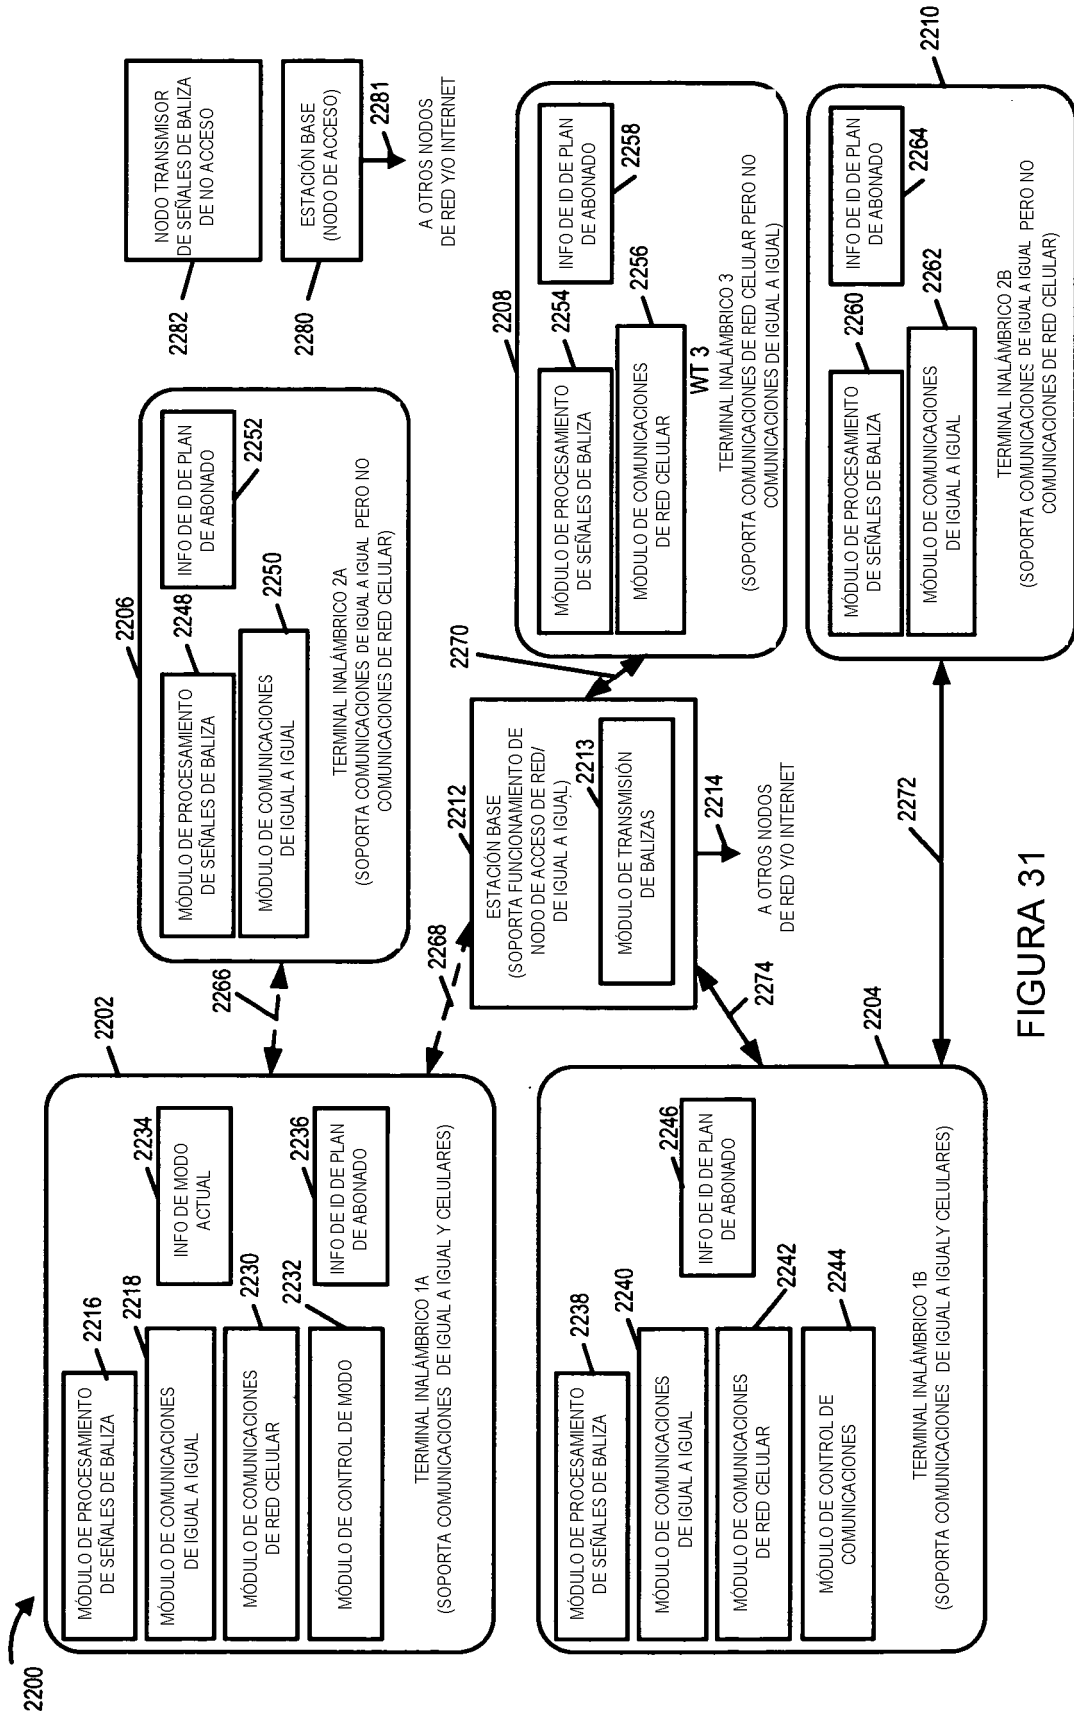 2200
2202
MÓDULO DE PROCESAMIENTO
DE SEÑALES DE BALIZA
2216
MÓDULO DE COMUNICACIONES
DE IGUAL A IGUAL
2218
MÓDULO DE COMUNICACIONES
DE RED CELULAR
2230
MÓDULO DE CONTROL DE MODO
2232
INFO DE MODO
ACTUAL
2234
INFO DE ID DE PLAN
DE ABONADO
2236
TERMINAL INALÁMBRICO 1A
(SOPORTA COMUNICACIONES DE IGUAL A IGUAL Y CELULARES)
2266
2206
MÓDULO DE PROCESAMIENTO
DE SEÑALES DE BALIZA
2248
MÓDULO DE COMUNICACIONES
DE IGUAL A IGUAL
2250
INFO DE ID DE PLAN
DE ABONADO
2252
TERMINAL INALÁMBRICO 2A
(SOPORTA COMUNICACIONES DE IGUAL A IGUAL PERO NO
COMUNICACIONES DE RED CELULAR)
NODO TRANSMISOR
DE SEÑALES DE BALIZA
DE NO ACCESO
2282
ESTACIÓN BASE
(NODO DE ACCESO)
2280
2281
A OTROS NODOS
DE RED Y/O INTERNET
2268
2212
ESTACIÓN BASE
(SOPORTA FUNCIONAMIENTO DE
NODO DE ACCESO DE RED/
DE IGUAL A IGUAL)
2213
MÓDULO DE TRANSMISIÓN
DE BALIZAS
2214
A OTROS NODOS
DE RED Y/O INTERNET
2270
2208
MÓDULO DE PROCESAMIENTO
DE SEÑALES DE BALIZA
2254
MÓDULO DE COMUNICACIONES
DE RED CELULAR
2256
INFO DE ID DE PLAN
DE ABONADO
2258
WT 3
TERMINAL INALÁMBRICO 3
(SOPORTA COMUNICACIONES DE RED CELULAR PERO NO
COMUNICACIONES DE IGUAL A IGUAL)
2274
2204
MÓDULO DE PROCESAMIENTO
DE SEÑALES DE BALIZA
2238
MÓDULO DE COMUNICACIONES
DE IGUAL A IGUAL
2240
MÓDULO DE COMUNICACIONES
DE RED CELULAR
2242
MÓDULO DE CONTROL DE
COMUNICACIONES
2244
INFO DE ID DE PLAN
DE ABONADO
2246
TERMINAL INALÁMBRICO 1B
(SOPORTA COMUNICACIONES DE IGUAL A IGUALY CELULARES)
2272
2210
MÓDULO DE PROCESAMIENTO
DE SEÑALES DE BALIZA
2260
MÓDULO DE COMUNICACIONES
DE IGUAL A IGUAL
2262
INFO DE ID DE PLAN
DE ABONADO
2264
TERMINAL INALÁMBRICO 2B
(SOPORTA COMUNICACIONES DE IGUAL A IGUAL PERO NO
COMUNICACIONES DE RED CELULAR)
FIGURA 31